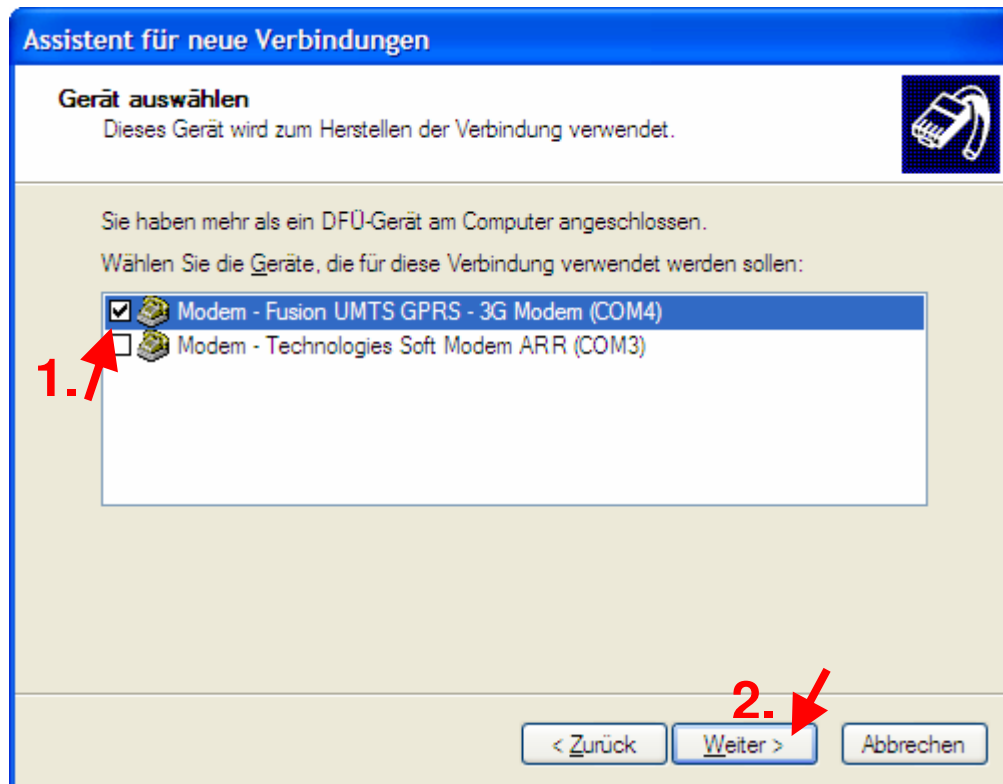 Assistent für neue Verbindungen
Gerät auswählen
Dieses Gerät wird zum Herstellen der Verbindung verwendet.
Sie haben mehr als ein DFÜ-Gerät am Computer angeschlossen.
Wählen Sie die Geräte, die für diese Verbindung verwendet werden sollen:
Modem - Fusion UMTS GPRS - 3G Modem (COM4)
Modem - Technologies Soft Modem ARR (COM3)
1.
2.
< Zurück Weiter > Abbrechen